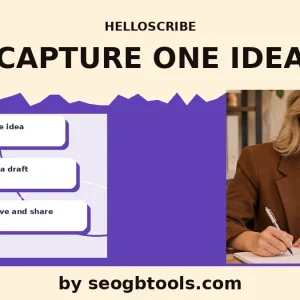 HELLOSCRIBE
CAPTURE ONE IDEA
e idea
a draft
ve and share
by seogbtools.com